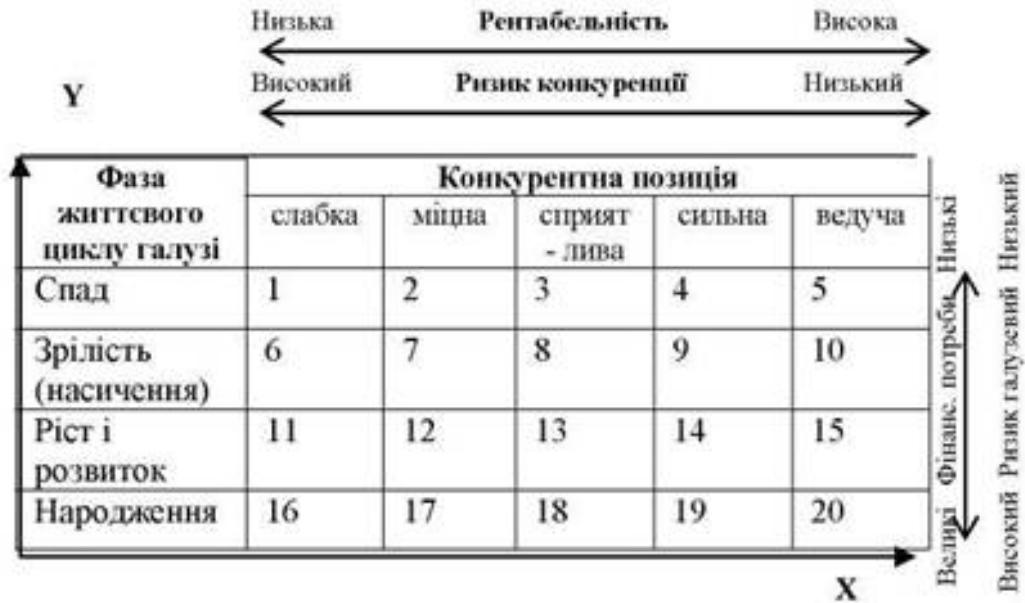 Низька Рентабельність Висока
Високий Ризик конкуренції Низький
Y
Фаза життєвого циклу галузі
Конкурентна позиція
слабка міцна сприят - лива сильна ведуча
Спад 1 2 3 4 5
Зрілість (насичення) 6 7 8 9 10
Ріст і розвиток 11 12 13 14 15
Народження 16 17 18 19 20
X
Великі Фінанс. потреби Низькі
Високий Ризик галузевий Низький